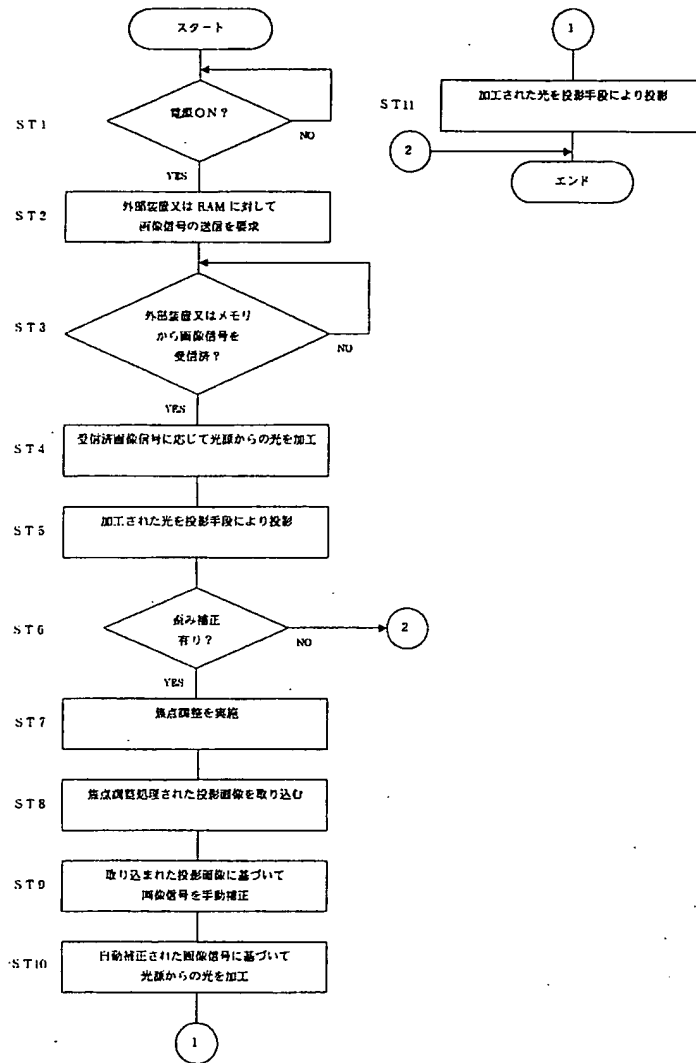 スタート
ST1
電源ON?
NO
YES
ST2
外部装置又は RAM に対して
画像信号の送信を要求
ST3
外部装置又はメモリ
から画像信号を
受信済?
NO
YES
ST4
受信済画像信号に応じて光源からの光を加工
ST5
加工された光を投影手段により投影
ST6
歪み補正
有り?
NO
2
YES
ST7
焦点調整を実施
ST8
焦点調整処理された投影画像を取り込む
ST9
取り込まれた投影画像に基づいて
画像信号を手動補正
ST10
自動補正された画像信号に基づいて
光源からの光を加工
1
1
ST11
加工された光を投影手段により投影
2
エンド